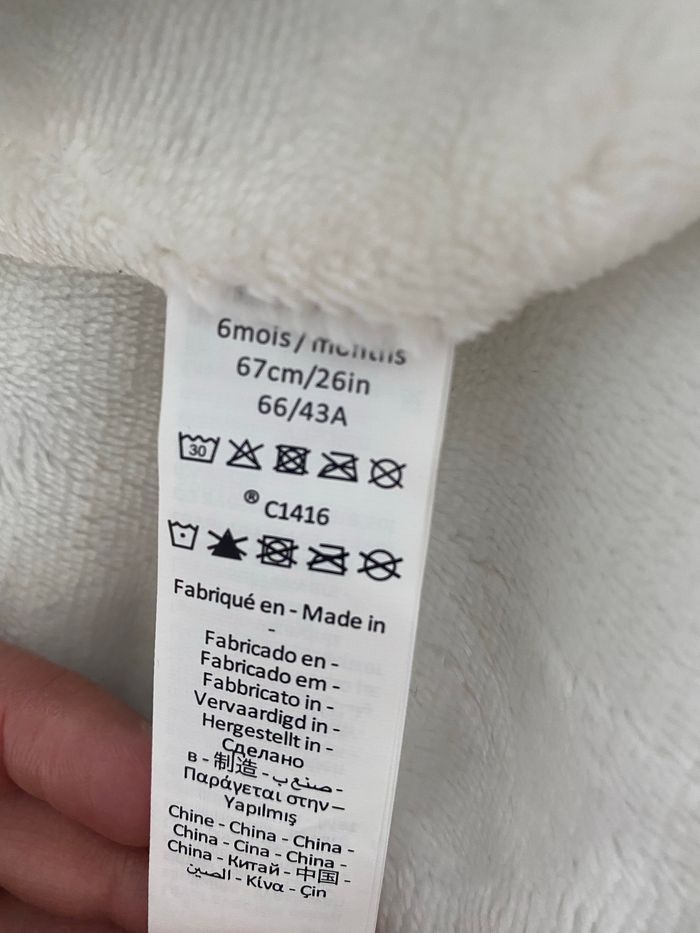 6mois/months
67cm/26in
66/43A
30
® C1416
Fabriqué en - Made in
-
Fabricado en -
Fabricado em -
Fabbricato in -
Vervaardigd in -
Hergestellt in -
Сделано
в - 制造 - صنع ب -
Παράγεται στην –
Yapılmış
Chine - China - China -
China - Cina - China -
China - Китай - 中国 -
الصين - Κίνα - Çin